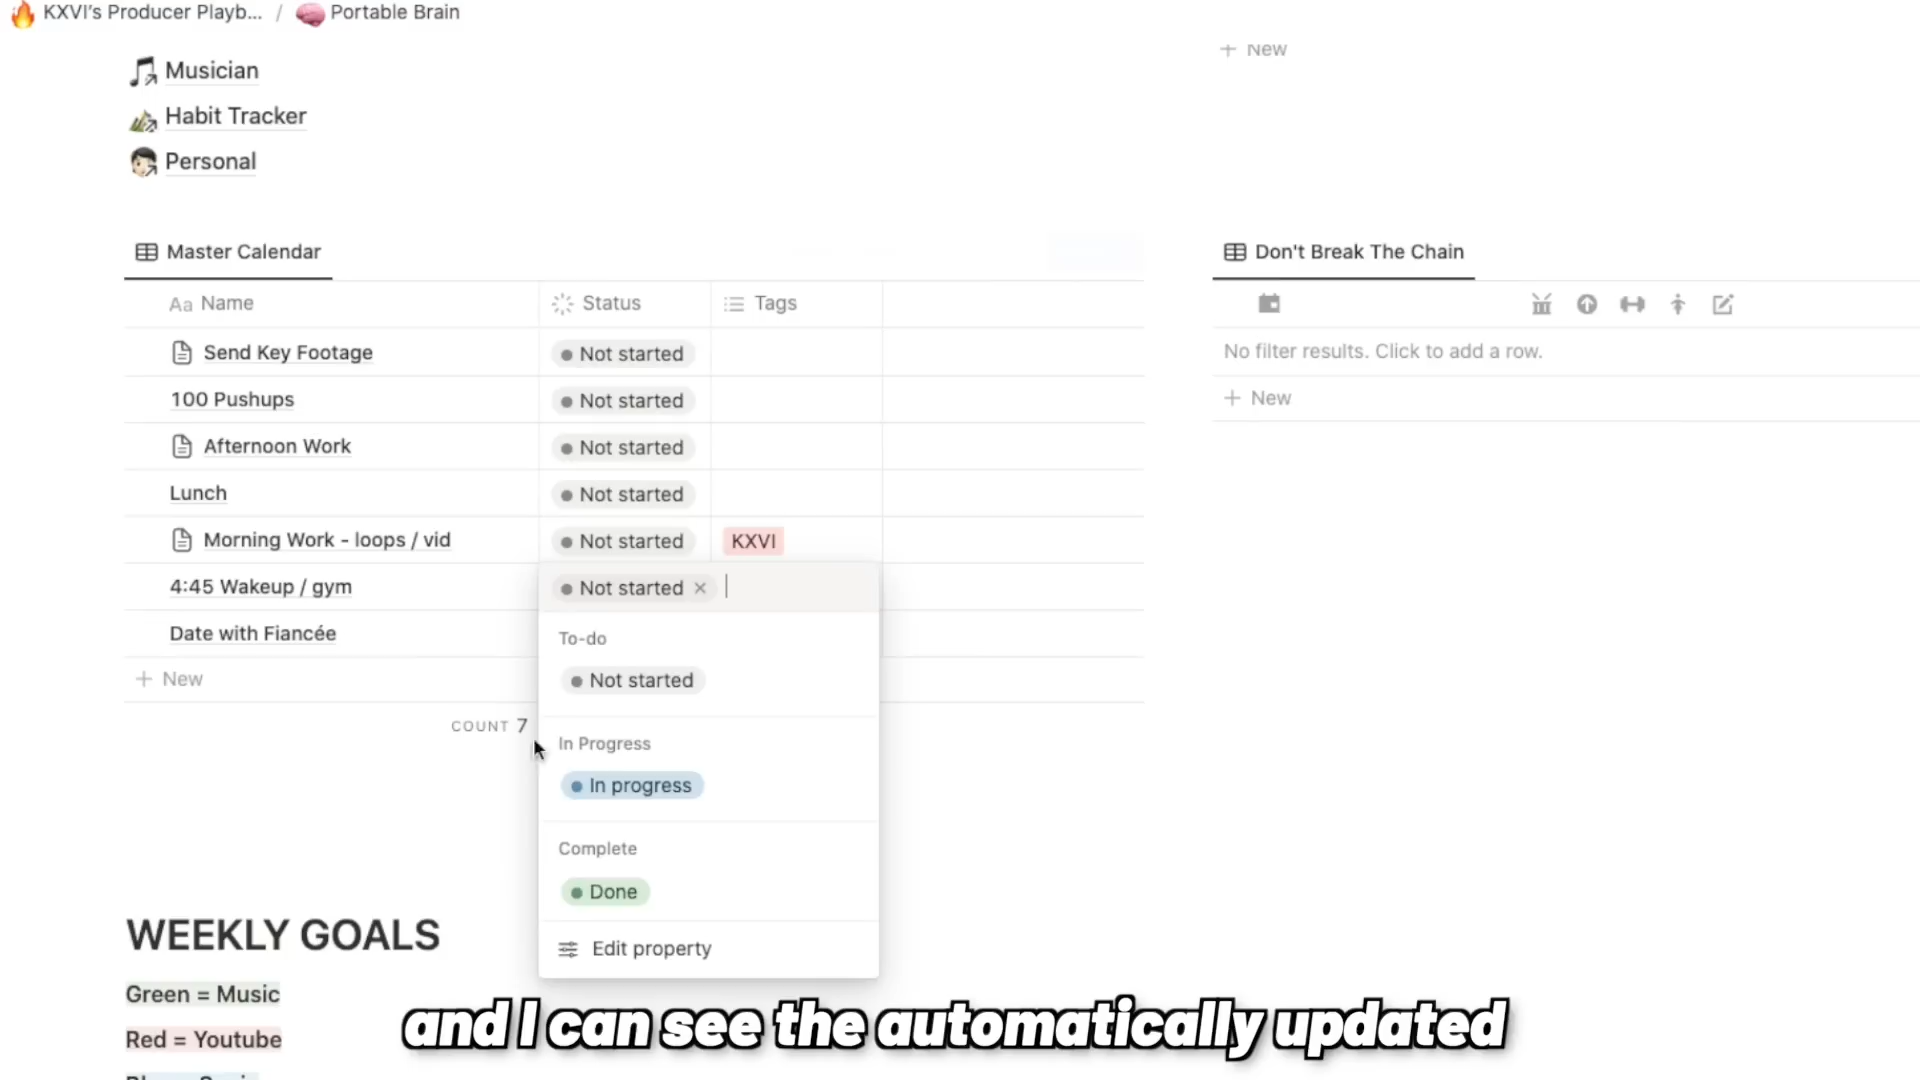 KXVI's Producer Playb... / Portable Brain
Musician
Habit Tracker
Personal
+ New
Master Calendar
Aa Name Status Tags
Send Key Footage Not started
100 Pushups Not started
Afternoon Work Not started
Lunch Not started
Morning Work - loops / vid Not started KXVI
4:45 Wakeup / gym Not started ×
Date with Fiancée
+ New
COUNT 7
To-do
Not started
In Progress
In progress
Complete
Done
Edit property
Don't Break The Chain
No filter results. Click to add a row.
+ New
WEEKLY GOALS
Green = Music
Red = Youtube
and I can see the automatically updated